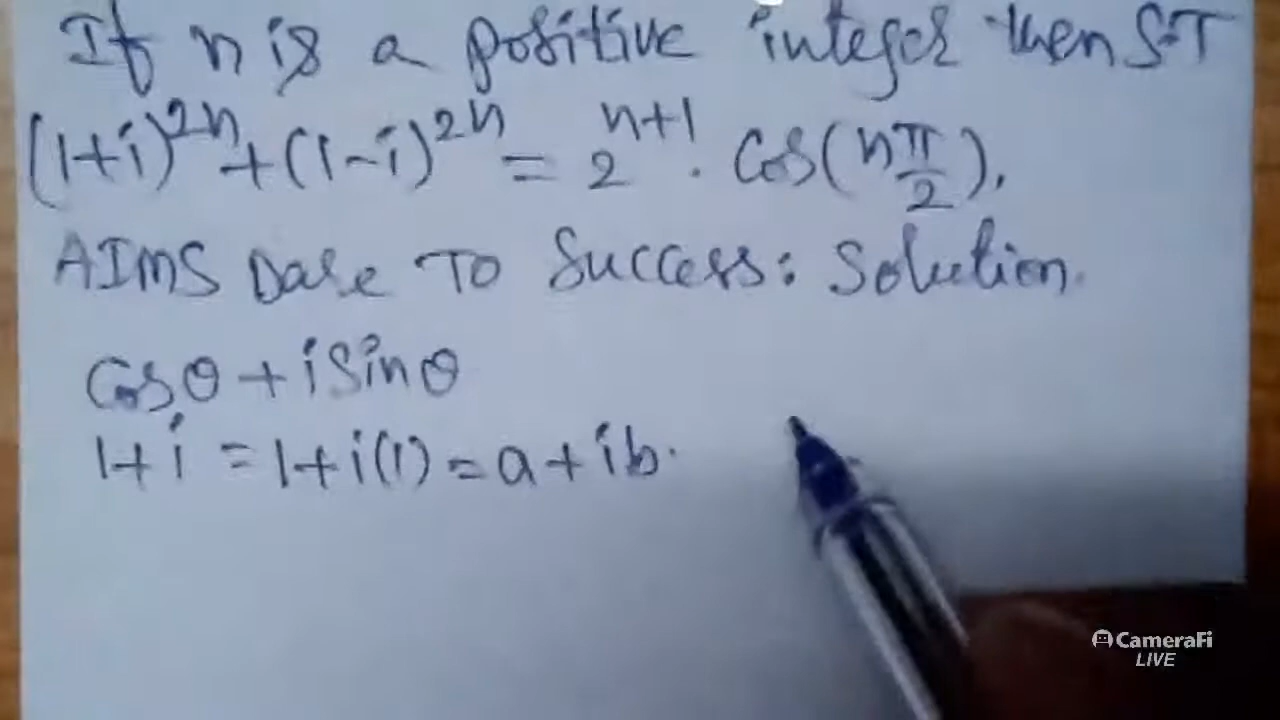 If n is a positive integer then S.T
(1+i)^2n + (1-i)^2n = 2^n+1 . Cos(nπ/2).
AIMS Dare To Success: Solution.
Cosθ + i Sinθ
1+i = 1+i(1) = a+ib.
CameraFi
LIVE